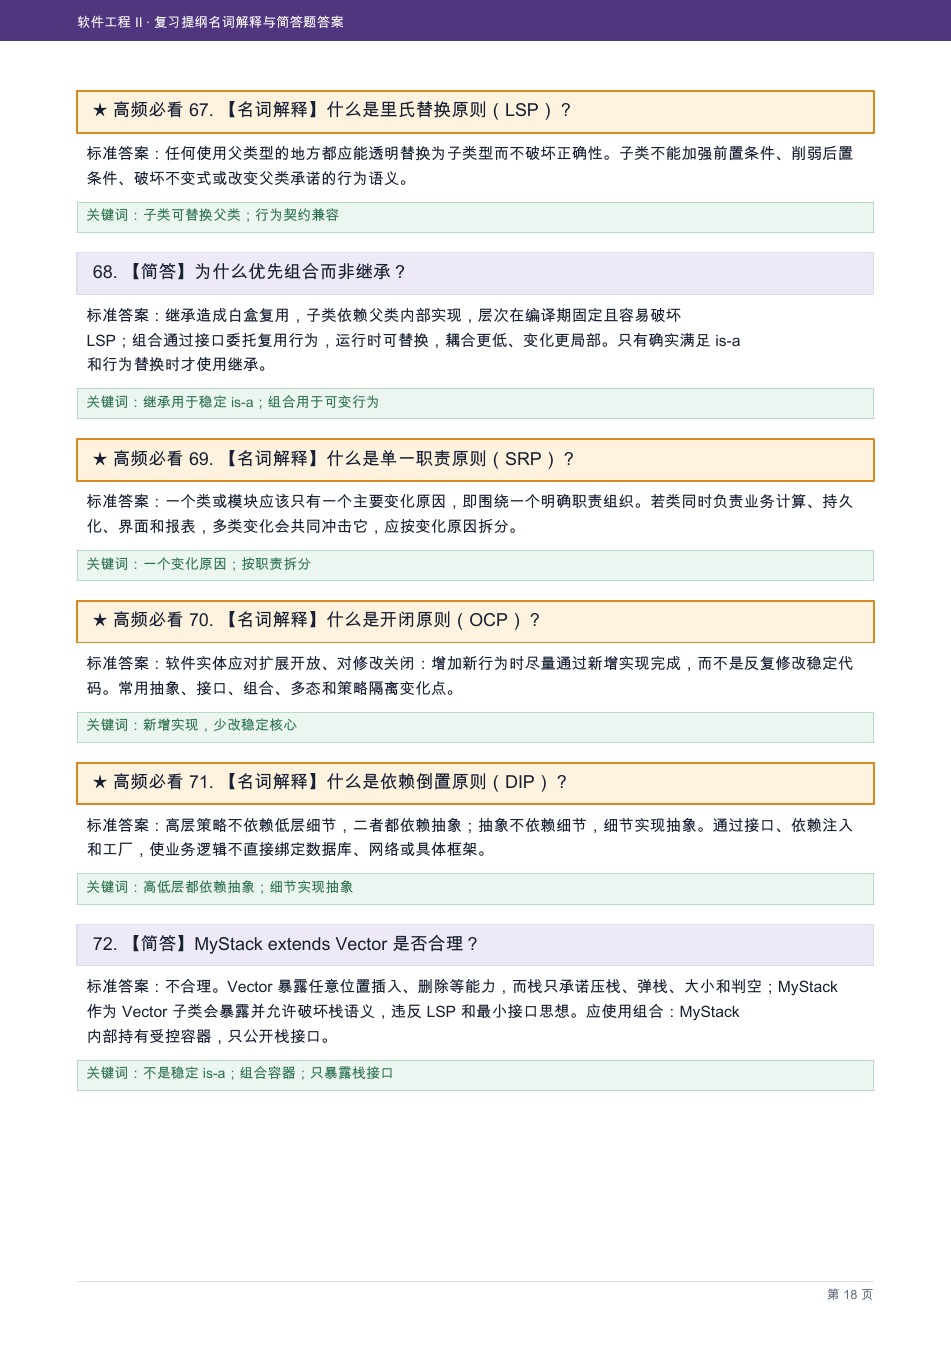 软件工程 II · 复习提纲名词解释与简答题答案
★ 高频必看 67. 【名词解释】什么是里氏替换原则（LSP）？
标准答案：任何使用父类型的地方都应能透明替换为子类型而不破坏正确性。子类不能加强前置条件、削弱后置
条件、破坏不变式或改变父类承诺的行为语义。
关键词：子类可替换父类；行为契约兼容
68. 【简答】为什么优先组合而非继承？
标准答案：继承造成白盒复用，子类依赖父类内部实现，层次在编译期固定且容易破坏
LSP；组合通过接口委托复用行为，运行时可替换，耦合更低、变化更局部。只有确实满足 is-a
和行为替换时才使用继承。
关键词：继承用于稳定 is-a；组合用于可变行为
★ 高频必看 69. 【名词解释】什么是单一职责原则（SRP）？
标准答案：一个类或模块应该只有一个主要变化原因，即围绕一个明确职责组织。若类同时负责业务计算、持久
化、界面和报表，多类变化会共同冲击它，应按变化原因拆分。
关键词：一个变化原因；按职责拆分
★ 高频必看 70. 【名词解释】什么是开闭原则（OCP）？
标准答案：软件实体应对扩展开放、对修改关闭：增加新行为时尽量通过新增实现完成，而不是反复修改稳定代
码。常用抽象、接口、组合、多态和策略隔离变化点。
关键词：新增实现，少改稳定核心
★ 高频必看 71. 【名词解释】什么是依赖倒置原则（DIP）？
标准答案：高层策略不依赖低层细节，二者都依赖抽象；抽象不依赖细节，细节实现抽象。通过接口、依赖注入
和工厂，使业务逻辑不直接绑定数据库、网络或具体框架。
关键词：高低层都依赖抽象；细节实现抽象
72. 【简答】MyStack extends Vector 是否合理？
标准答案：不合理。Vector 暴露任意位置插入、删除等能力，而栈只承诺压栈、弹栈、大小和判空；MyStack
作为 Vector 子类会暴露并允许破坏栈语义，违反 LSP 和最小接口思想。应使用组合：MyStack
内部持有受控容器，只公开栈接口。
关键词：不是稳定 is-a；组合容器；只暴露栈接口
第 18 页